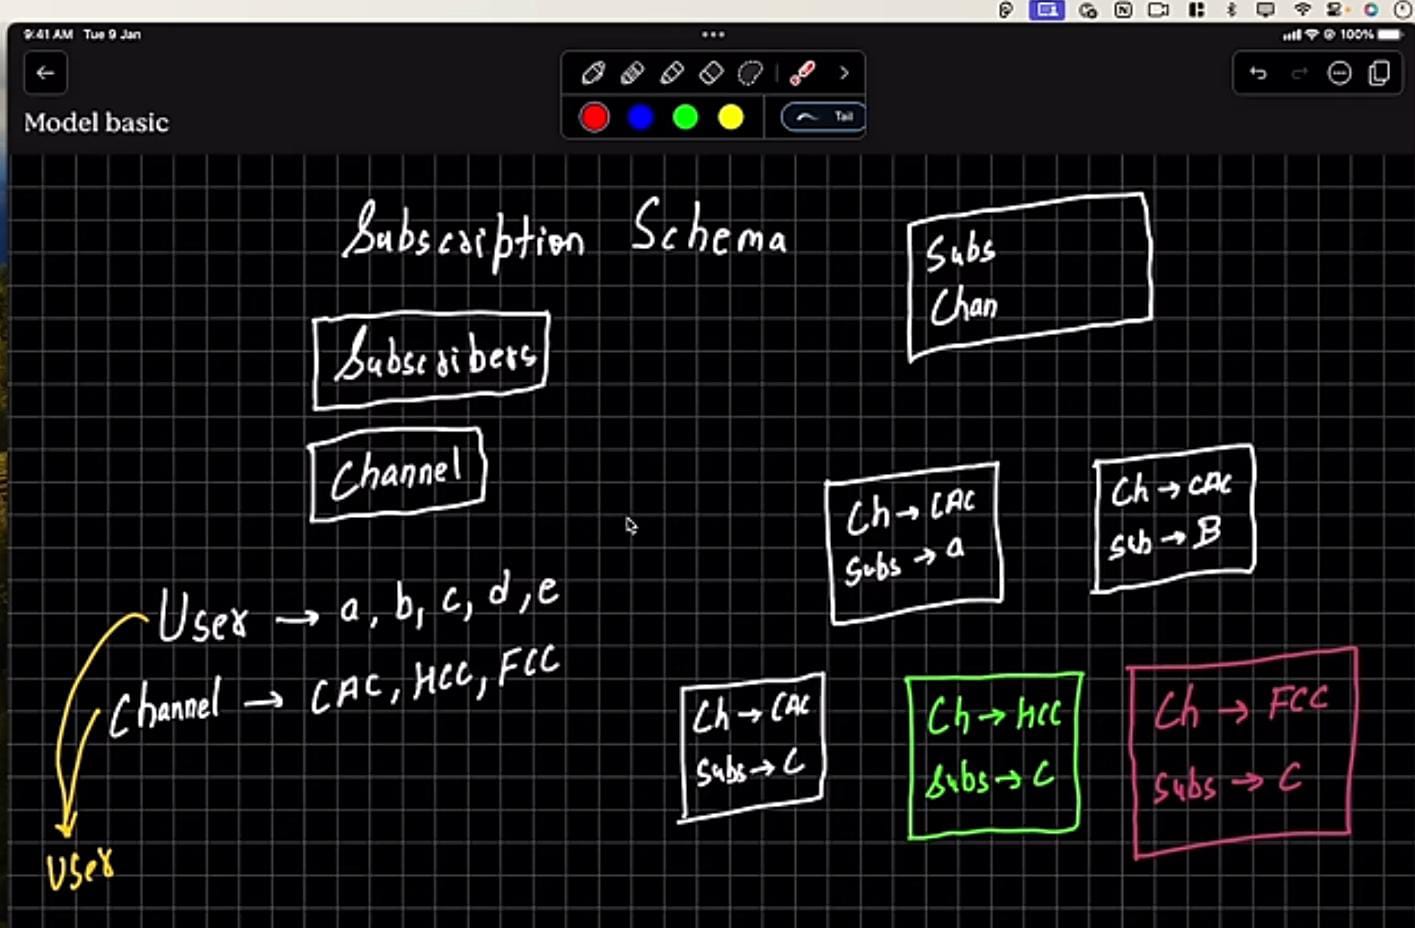 9:41 AM Tue 9 Jan
100%
Model basic
Tail
Subscription Schema
Subs
Chan
Subscribers
Channel
Ch → CAC
Subs → a
Ch → CAC
Sub → B
User → a, b, c, d, e
Channel → CAC, HCC, FCC
Ch → CAC
Subs → C
Ch → HCC
Subs → C
Ch → FCC
Subs → C
User